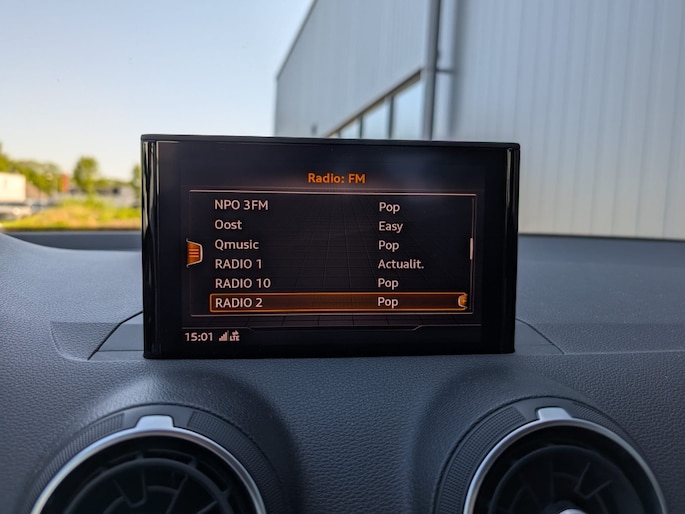 Radio: FM
NPO 3FM Pop
Oost Easy
Qmusic Pop
RADIO 1 Actualit.
RADIO 10 Pop
RADIO 2 Pop
15:01 LTE